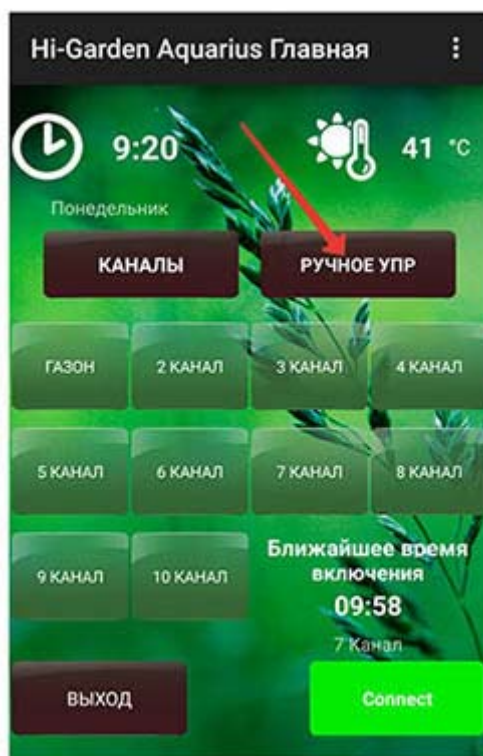 Hi-Garden Aquarius Главная
9:20
41 °C
Понедельник
КАНАЛЫ
РУЧНОЕ УПР
ГАЗОН
2 КАНАЛ
3 КАНАЛ
4 КАНАЛ
5 КАНАЛ
6 КАНАЛ
7 КАНАЛ
8 КАНАЛ
9 КАНАЛ
10 КАНАЛ
Ближайшее время
включения
09:58
7 Канал
ВЫХОД
Connect